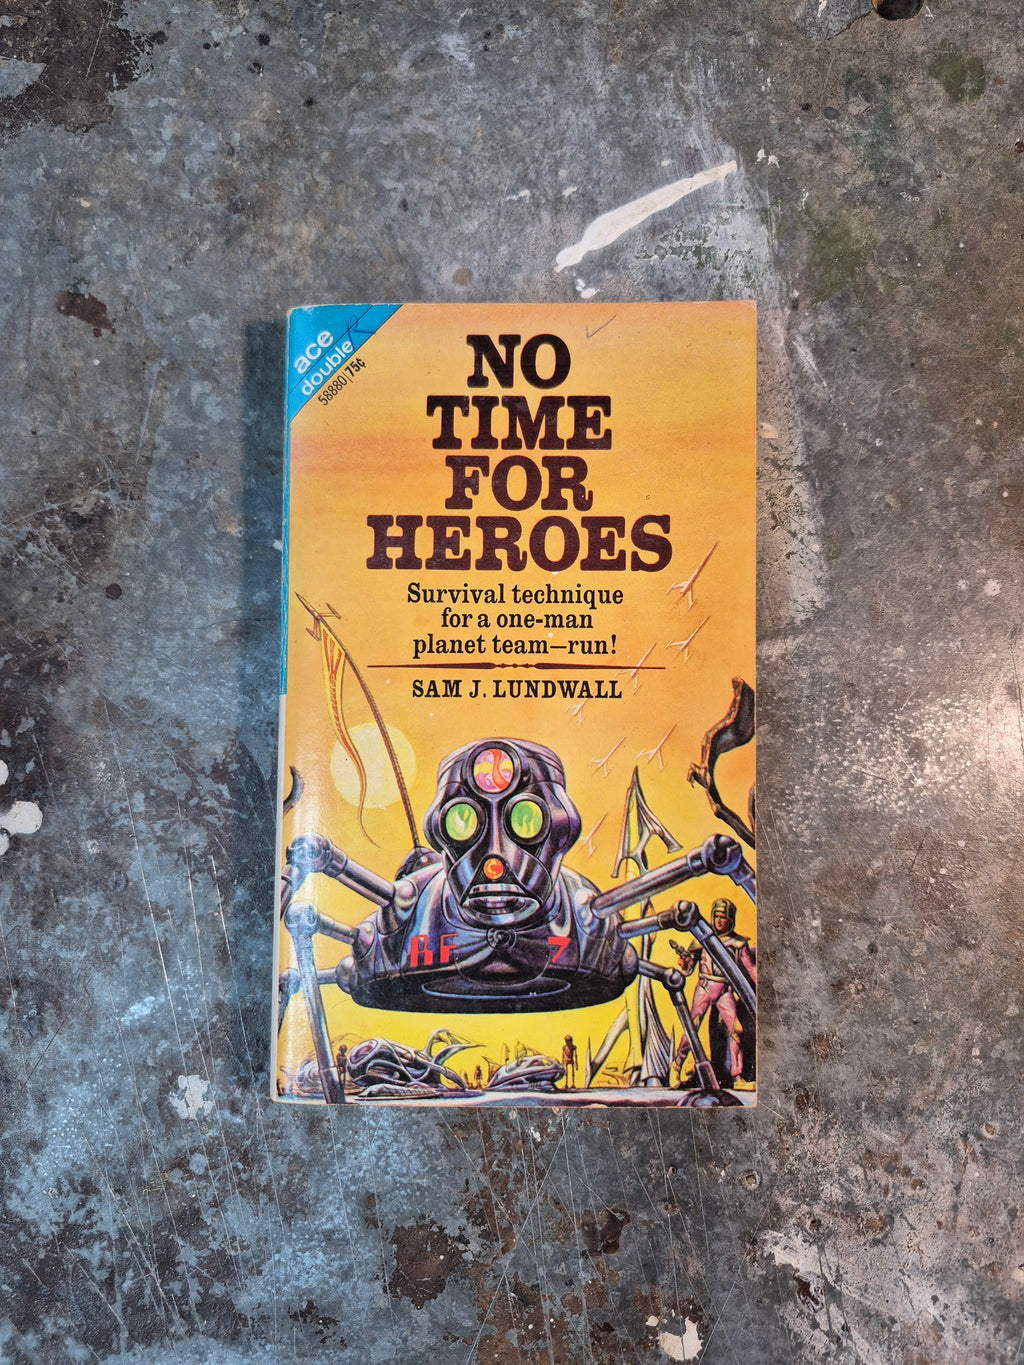 ace
double
58880|75¢
NO
TIME
FOR
HEROES
Survival technique
for a one-man
planet team—run!
SAM J. LUNDWALL
RF 7